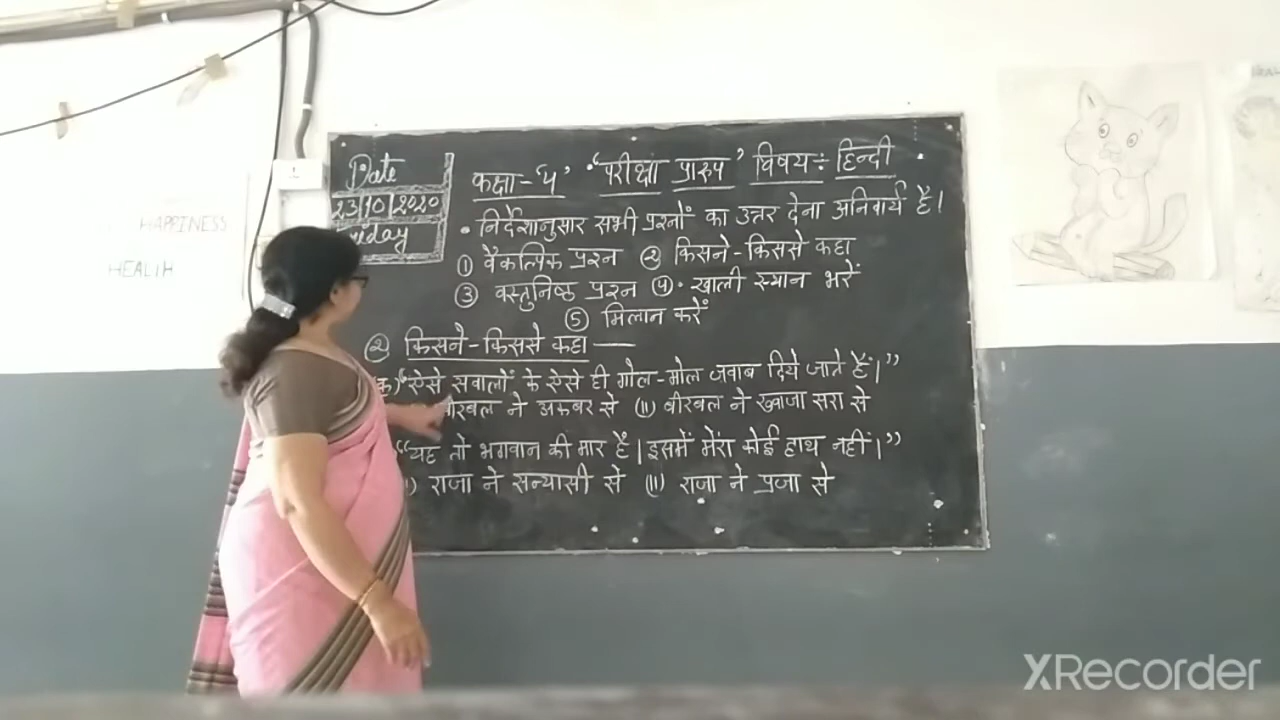 Date
23/10/2020
riday
कक्षा-५' "परीक्षा प्रारुप" विषय÷ हिन्दी
• निर्देशानुसार सभी प्रश्नों का उत्तर देना अनिवार्य है।
① वैकल्पिक प्रश्न ② किसने-किससे कहा
③ वस्तुनिष्ठ प्रश्न ④ • खाली स्थान भरें
⑤ मिलान करें
② किसने-किससे कहा —
क) "ऐसे सवालों के ऐसे ही गोल-मोल जवाब दिये जाते हैं।"
बीरबल ने अकबर से (ii) बीरबल ने ख्वाजा सरा से
"यह तो भगवान की मार है। इसमें मेरा कोई हाथ नहीं।"
) राजा ने सन्यासी से (ii) राजा ने प्रजा से
HAPPINESS
HEALTH
XRecorder